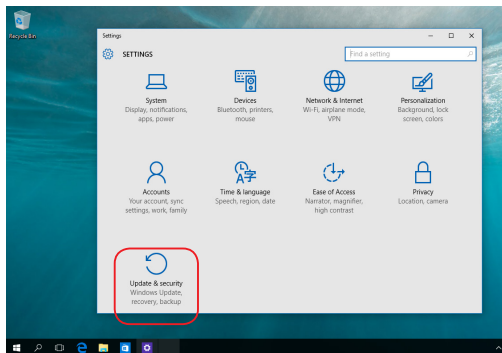 Recycle Bin
Settings
SETTINGS
Find a setting
System
Display, notifications,
apps, power
Devices
Bluetooth, printers,
mouse
Network & Internet
Wi-Fi, airplane mode,
VPN
Personalization
Background, lock
screen, colors
Accounts
Your account, sync
settings, work, family
Time & language
Speech, region, date
Ease of Access
Narrator, magnifier,
high contrast
Privacy
Location, camera
Update & security
Windows Update,
recovery, backup